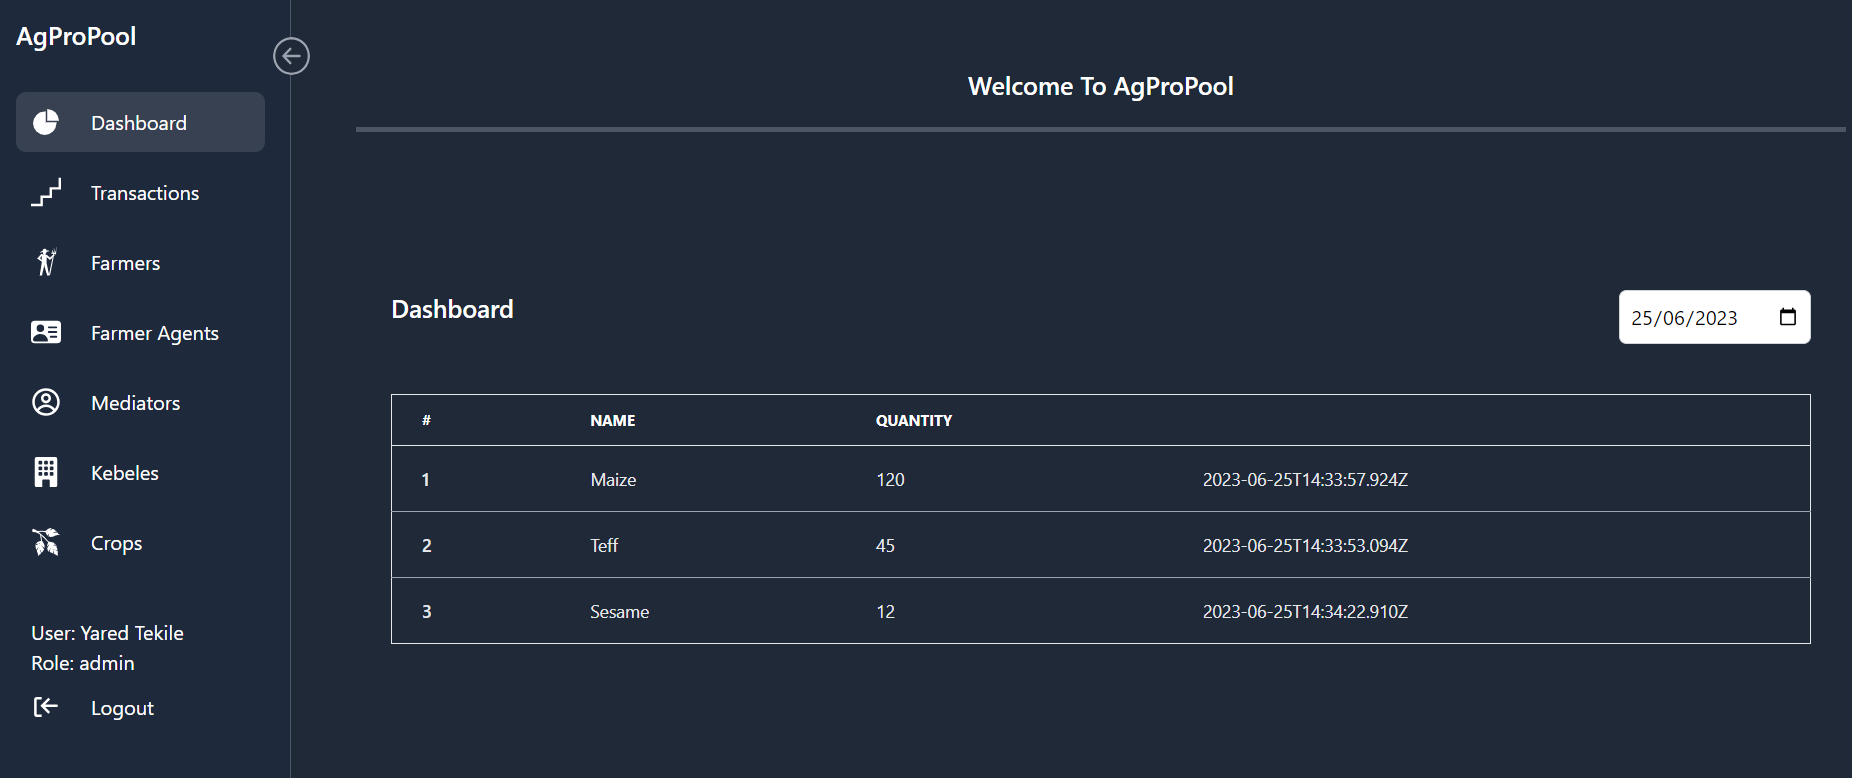 AgProPool
Dashboard
Transactions
Farmers
Farmer Agents
Mediators
Kebeles
Crops
User: Yared Tekile
Role: admin
Logout
Welcome To AgProPool
Dashboard
25/06/2023
# NAME QUANTITY
1 Maize 120 2023-06-25T14:33:57.924Z
2 Teff 45 2023-06-25T14:33:53.094Z
3 Sesame 12 2023-06-25T14:34:22.910Z